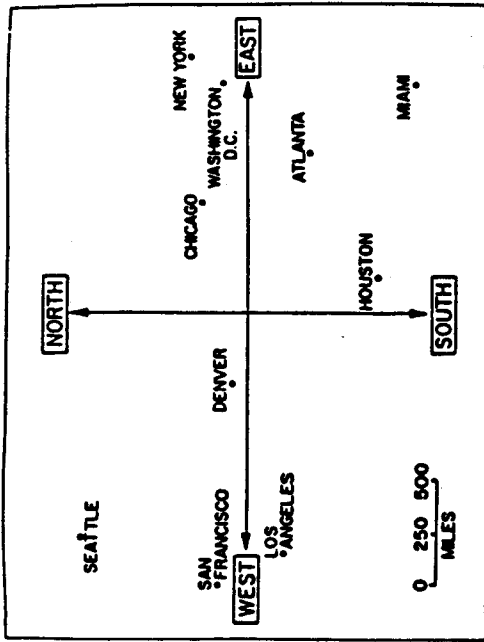 NORTH
SEATTLE
NEW YORK
CHICAGO
WASHINGTON
D.C.
SAN
FRANCISCO
DENVER
WEST
EAST
LOS
ANGELES
ATLANTA
HOUSTON
MIAMI
0 250 500
MILES
SOUTH